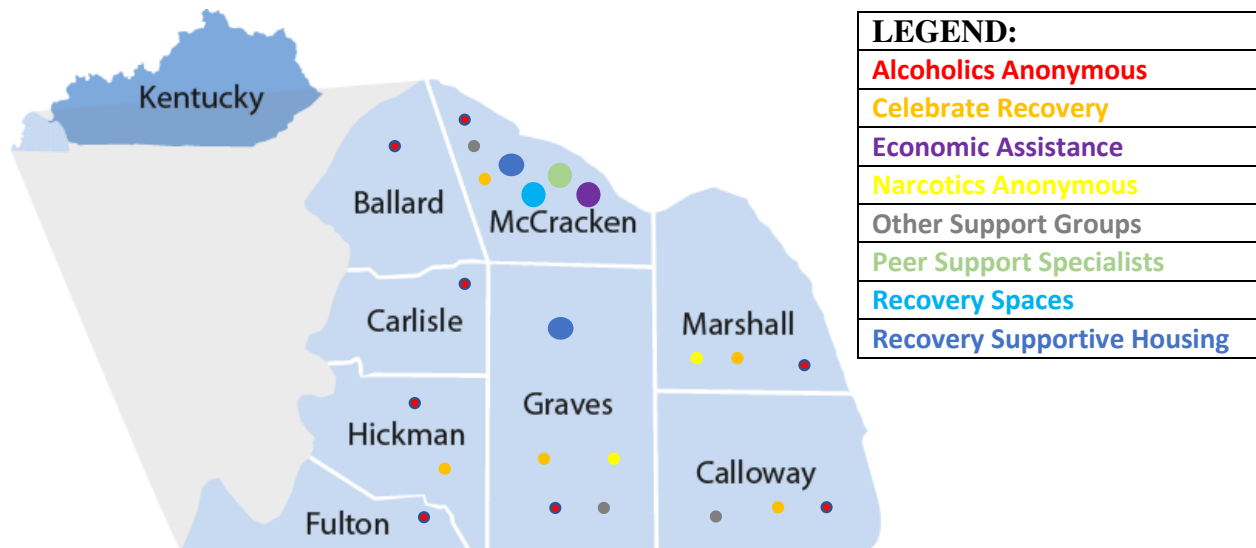 Kentucky
Ballard
McCracken
Carlisle
Marshall
Graves
Hickman
Calloway
Fulton
LEGEND:
Alcoholics Anonymous
Celebrate Recovery
Economic Assistance
Narcotics Anonymous
Other Support Groups
Peer Support Specialists
Recovery Spaces
Recovery Supportive Housing